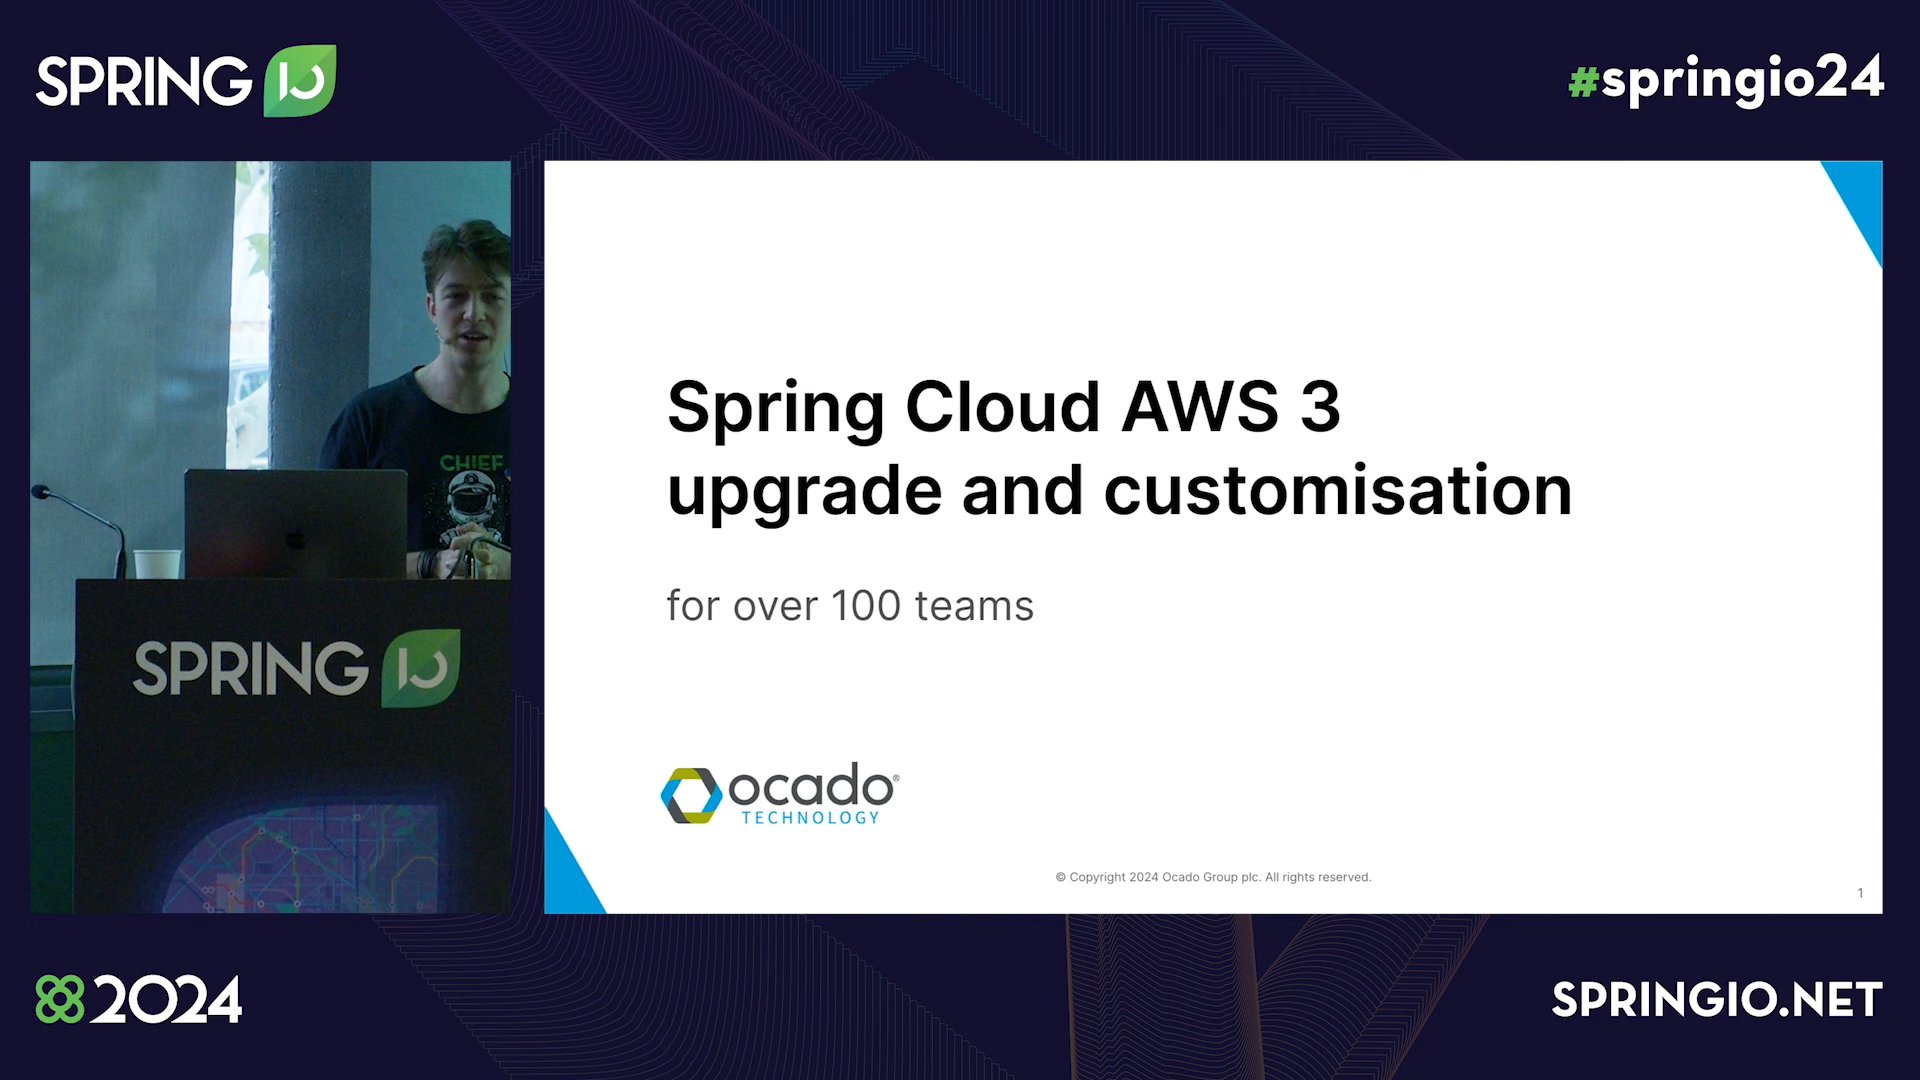 SPRING IO
#springio24
CHIEF
SPRING IO
Spring Cloud AWS 3
upgrade and customisation
for over 100 teams
ocado®
TECHNOLOGY
© Copyright 2024 Ocado Group plc. All rights reserved.
1
2024
SPRINGIO.NET